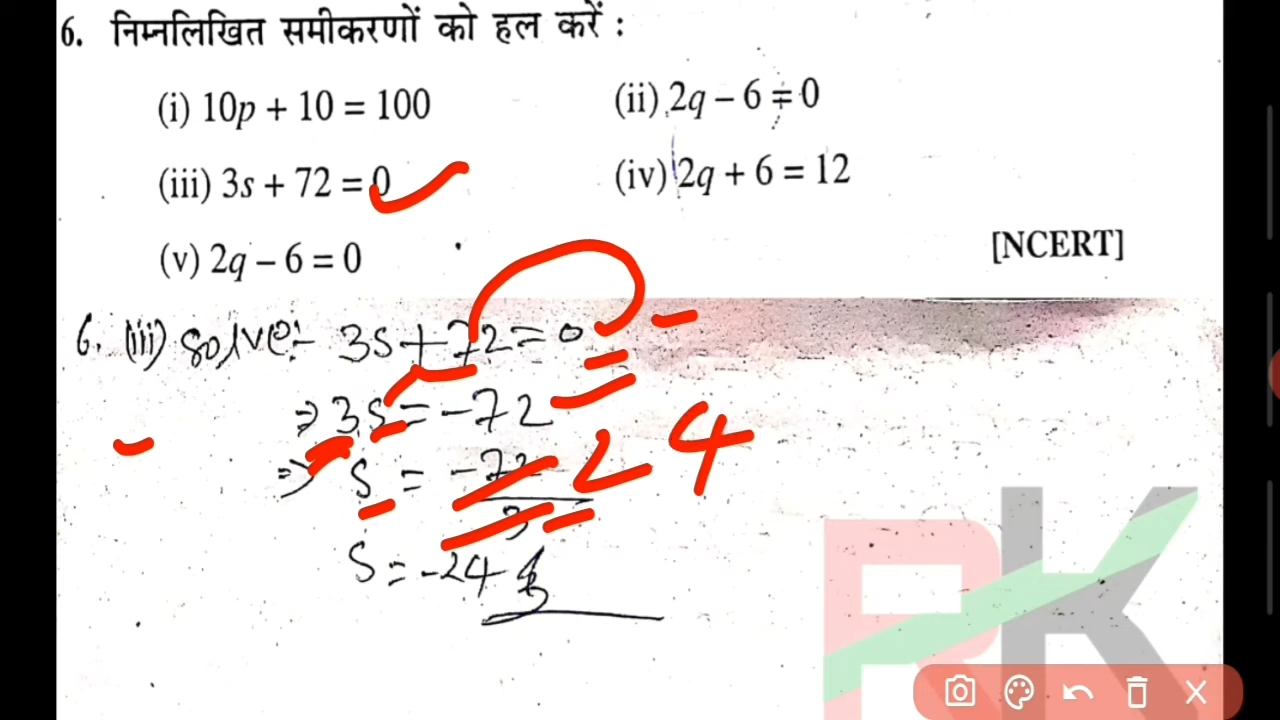 6. निम्नलिखित समीकरणों को हल करें :
(i) 10p + 10 = 100 (ii) 2q – 6 = 0
(iii) 3s + 72 = 0 (iv) 2q + 6 = 12
(v) 2q – 6 = 0
[NCERT]
6. (iii) Solve:- 3s+72=0 -
⇒ 3s = -72
⇒ s = -72/3 24
S = -24
RK